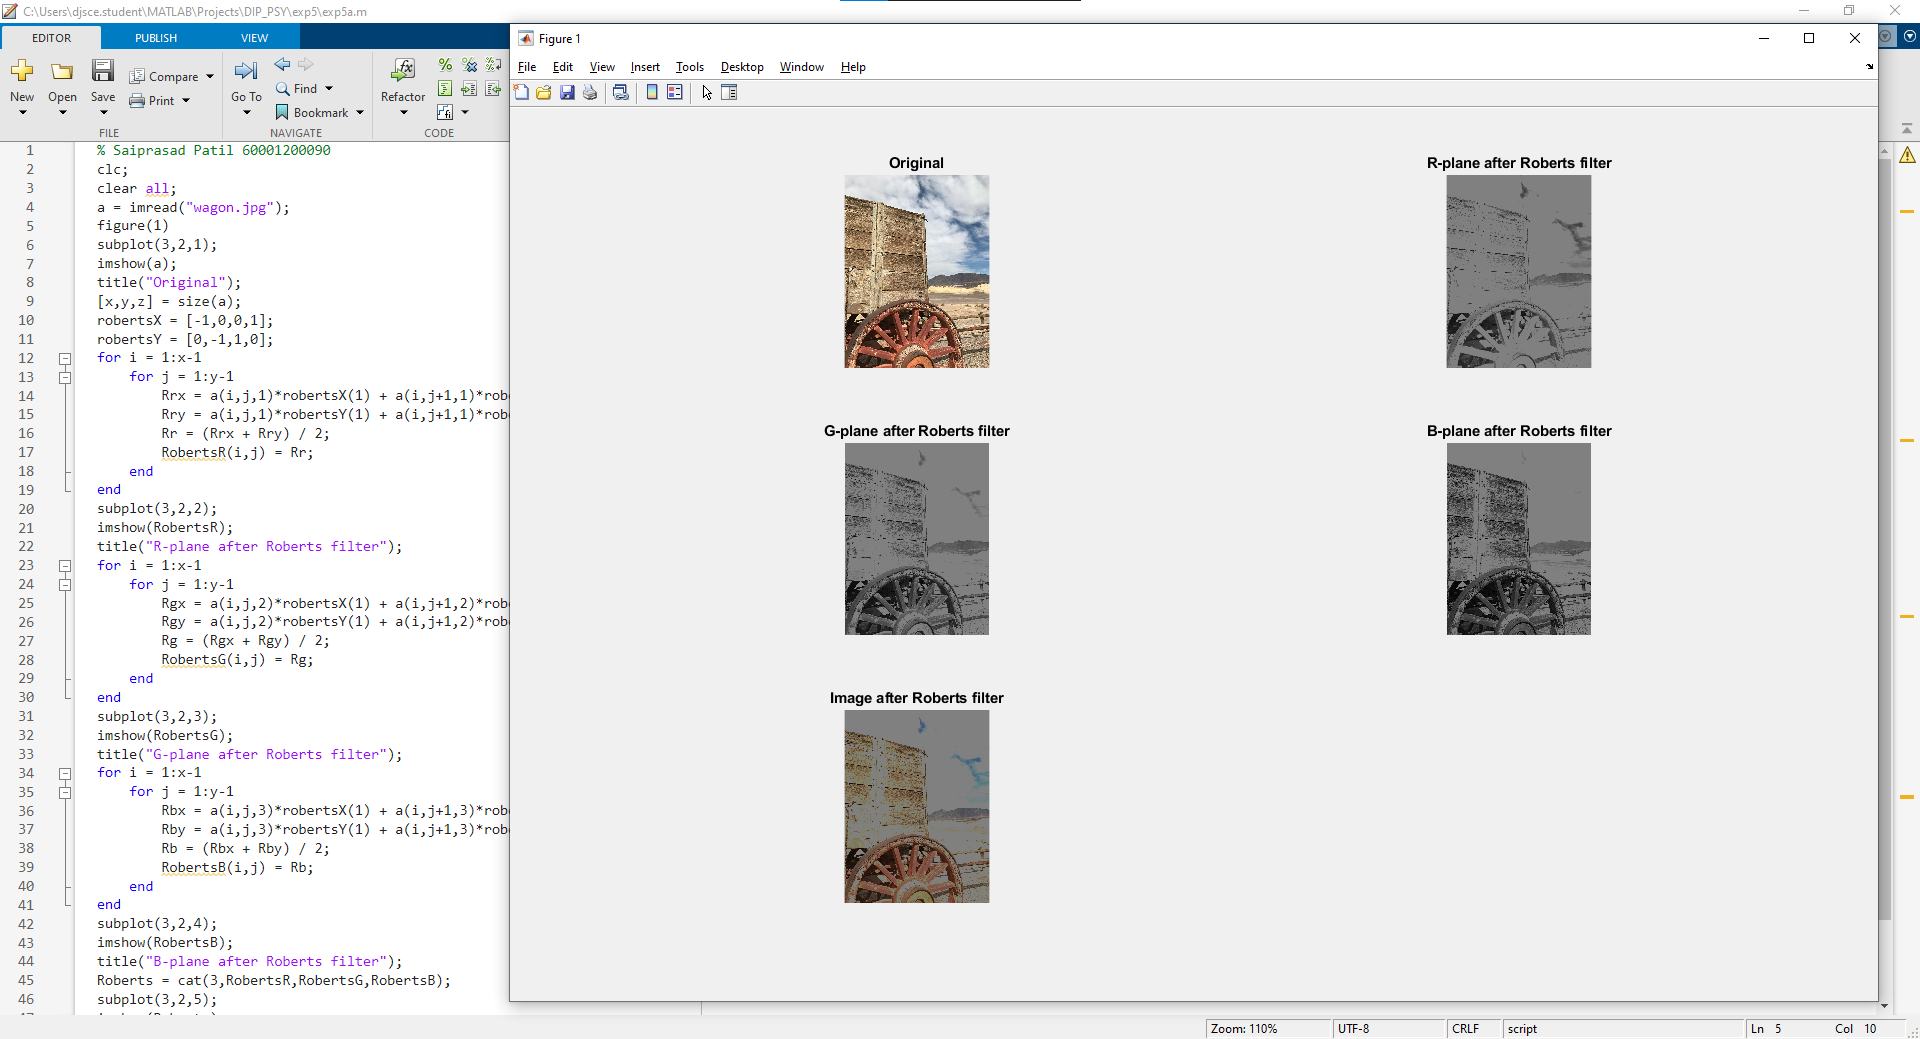 C:\Users\djsce.student\MATLAB\Projects\DIP_PSY\exp5\exp5a.m
EDITOR PUBLISH VIEW
New Open Save Compare Print
Go To Find Bookmark
Refactor
FILE NAVIGATE CODE
1 % Saiprasad Patil 60001200090
2 clc;
3 clear all;
4 a = imread("wagon.jpg");
5 figure(1)
6 subplot(3,2,1);
7 imshow(a);
8 title("Original");
9 [x,y,z] = size(a);
10 robertsX = [-1,0,0,1];
11 robertsY = [0,-1,1,0];
12 for i = 1:x-1
13 for j = 1:y-1
14 Rrx = a(i,j,1)*robertsX(1) + a(i,j+1,1)*rob
15 Rry = a(i,j,1)*robertsY(1) + a(i,j+1,1)*rob
16 Rr = (Rrx + Rry) / 2;
17 RobertsR(i,j) = Rr;
18 end
19 end
20 subplot(3,2,2);
21 imshow(RobertsR);
22 title("R-plane after Roberts filter");
23 for i = 1:x-1
24 for j = 1:y-1
25 Rgx = a(i,j,2)*robertsX(1) + a(i,j+1,2)*rob
26 Rgy = a(i,j,2)*robertsY(1) + a(i,j+1,2)*rob
27 Rg = (Rgx + Rgy) / 2;
28 RobertsG(i,j) = Rg;
29 end
30 end
31 subplot(3,2,3);
32 imshow(RobertsG);
33 title("G-plane after Roberts filter");
34 for i = 1:x-1
35 for j = 1:y-1
36 Rbx = a(i,j,3)*robertsX(1) + a(i,j+1,3)*rob
37 Rby = a(i,j,3)*robertsY(1) + a(i,j+1,3)*rob
38 Rb = (Rbx + Rby) / 2;
39 RobertsB(i,j) = Rb;
40 end
41 end
42 subplot(3,2,4);
43 imshow(RobertsB);
44 title("B-plane after Roberts filter");
45 Roberts = cat(3,RobertsR,RobertsG,RobertsB);
46 subplot(3,2,5);
Figure 1
File Edit View Insert Tools Desktop Window Help
Original
R-plane after Roberts filter
G-plane after Roberts filter
B-plane after Roberts filter
Image after Roberts filter
Zoom: 110% UTF-8 CRLF script Ln 5 Col 10